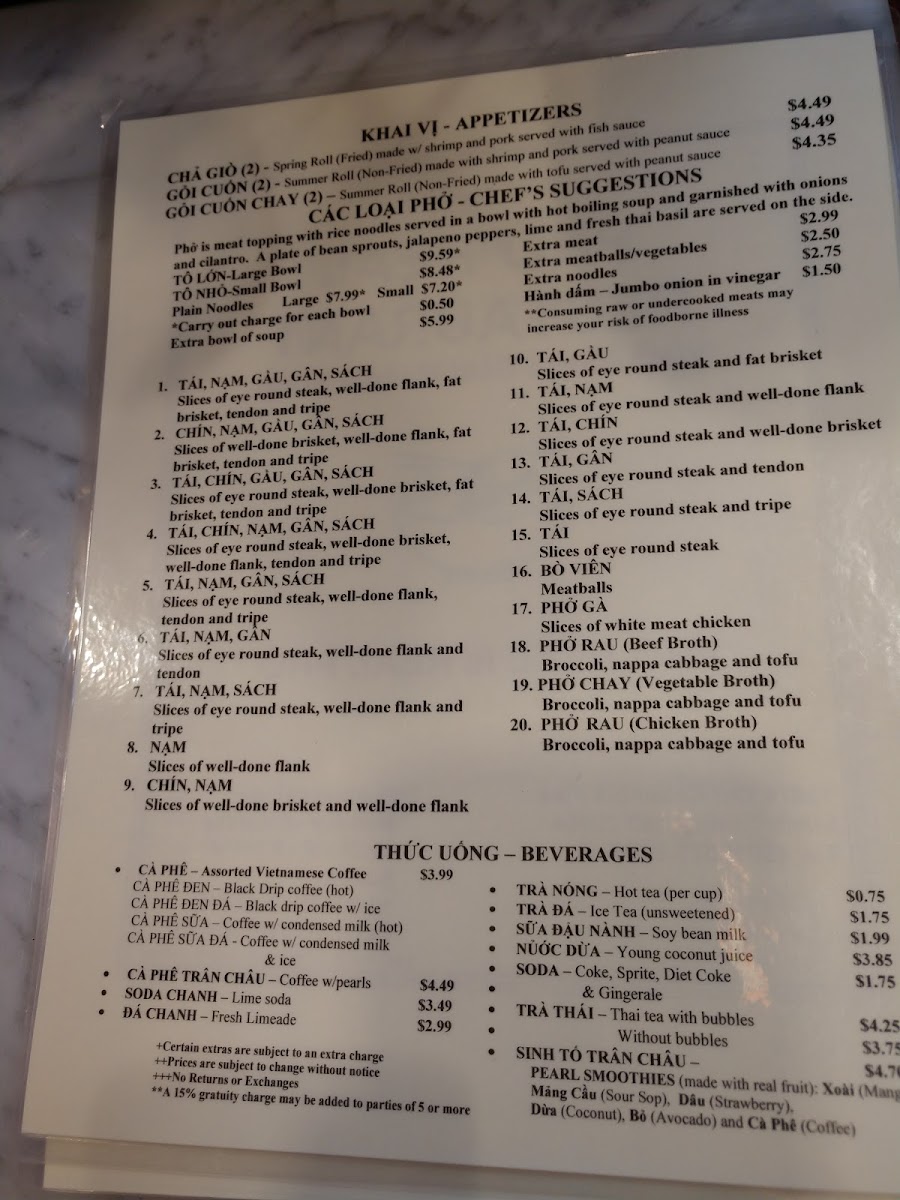 KHAI VỊ - APPETIZERS
CHẢ GIÒ (2) - Spring Roll (Fried) made w/ shrimp and pork served with fish sauce $4.49
GỎI CUỐN (2) - Summer Roll (Non-Fried) made with shrimp and pork served with peanut sauce $4.49
GỎI CUỐN CHAY (2) – Summer Roll (Non-Fried) made with tofu served with peanut sauce $4.35
CÁC LOẠI PHỞ - CHEF'S SUGGESTIONS
Phở is meat topping with rice noodles served in a bowl with hot boiling soup and garnished with onions
and cilantro. A plate of bean sprouts, jalapeno peppers, lime and fresh thai basil are served on the side.
TÔ LỚN-Large Bowl $9.59*
TÔ NHỎ-Small Bowl $8.48*
Plain Noodles Large $7.99* Small $7.20*
*Carry out charge for each bowl $0.50
Extra bowl of soup $5.99
Extra meat $2.99
Extra meatballs/vegetables $2.50
Extra noodles $2.75
Hành dấm – Jumbo onion in vinegar $1.50
**Consuming raw or undercooked meats may
increase your risk of foodborne illness
1. TÁI, NẠM, GÀU, GÂN, SÁCH
Slices of eye round steak, well-done flank, fat
brisket, tendon and tripe
2. CHÍN, NẠM, GÀU, GÂN, SÁCH
Slices of well-done brisket, well-done flank, fat
brisket, tendon and tripe
3. TÁI, CHÍN, GÀU, GÂN, SÁCH
Slices of eye round steak, well-done brisket, fat
brisket, tendon and tripe
4. TÁI, CHÍN, NẠM, GÂN, SÁCH
Slices of eye round steak, well-done brisket,
well-done flank, tendon and tripe
5. TÁI, NẠM, GÂN, SÁCH
Slices of eye round steak, well-done flank,
tendon and tripe
6. TÁI, NẠM, GÂN
Slices of eye round steak, well-done flank and
tendon
7. TÁI, NẠM, SÁCH
Slices of eye round steak, well-done flank and
tripe
8. NẠM
Slices of well-done flank
9. CHÍN, NẠM
Slices of well-done brisket and well-done flank
10. TÁI, GÀU
Slices of eye round steak and fat brisket
11. TÁI, NẠM
Slices of eye round steak and well-done flank
12. TÁI, CHÍN
Slices of eye round steak and well-done brisket
13. TÁI, GÂN
Slices of eye round steak and tendon
14. TÁI, SÁCH
Slices of eye round steak and tripe
15. TÁI
Slices of eye round steak
16. BÒ VIÊN
Meatballs
17. PHỞ GÀ
Slices of white meat chicken
18. PHỞ RAU (Beef Broth)
Broccoli, nappa cabbage and tofu
19. PHỞ CHAY (Vegetable Broth)
Broccoli, nappa cabbage and tofu
20. PHỞ RAU (Chicken Broth)
Broccoli, nappa cabbage and tofu
THỨC UỐNG – BEVERAGES
• CÀ PHÊ – Assorted Vietnamese Coffee $3.99
CÀ PHÊ ĐEN – Black Drip coffee (hot)
CÀ PHÊ ĐEN ĐÁ – Black drip coffee w/ ice
CÀ PHÊ SỮA – Coffee w/ condensed milk (hot)
CÀ PHÊ SỮA ĐÁ - Coffee w/ condensed milk
& ice
• CÀ PHÊ TRÂN CHÂU – Coffee w/pearls $4.49
• SODA CHANH – Lime soda $3.49
• ĐÁ CHANH – Fresh Limeade $2.99
+Certain extras are subject to an extra charge
++Prices are subject to change without notice
+++No Returns or Exchanges
**A 15% gratuity charge may be added to parties of 5 or more
• TRÀ NÓNG – Hot tea (per cup) $0.75
• TRÀ ĐÁ – Ice Tea (unsweetened) $1.75
• SỮA ĐẬU NÀNH – Soy bean milk $1.99
• NƯỚC DỪA – Young coconut juice $3.85
• SODA – Coke, Sprite, Diet Coke $1.75
• & Gingerale
• TRÀ THÁI – Thai tea with bubbles $4.25
• Without bubbles $3.75
• SINH TỐ TRÂN CHÂU –
PEARL SMOOTHIES (made with real fruit): Xoài
Mãng Cầu (Sour Sop), Dâu (Strawberry),
Dừa (Coconut), Bơ (Avocado) and Cà Phê (Coffee)